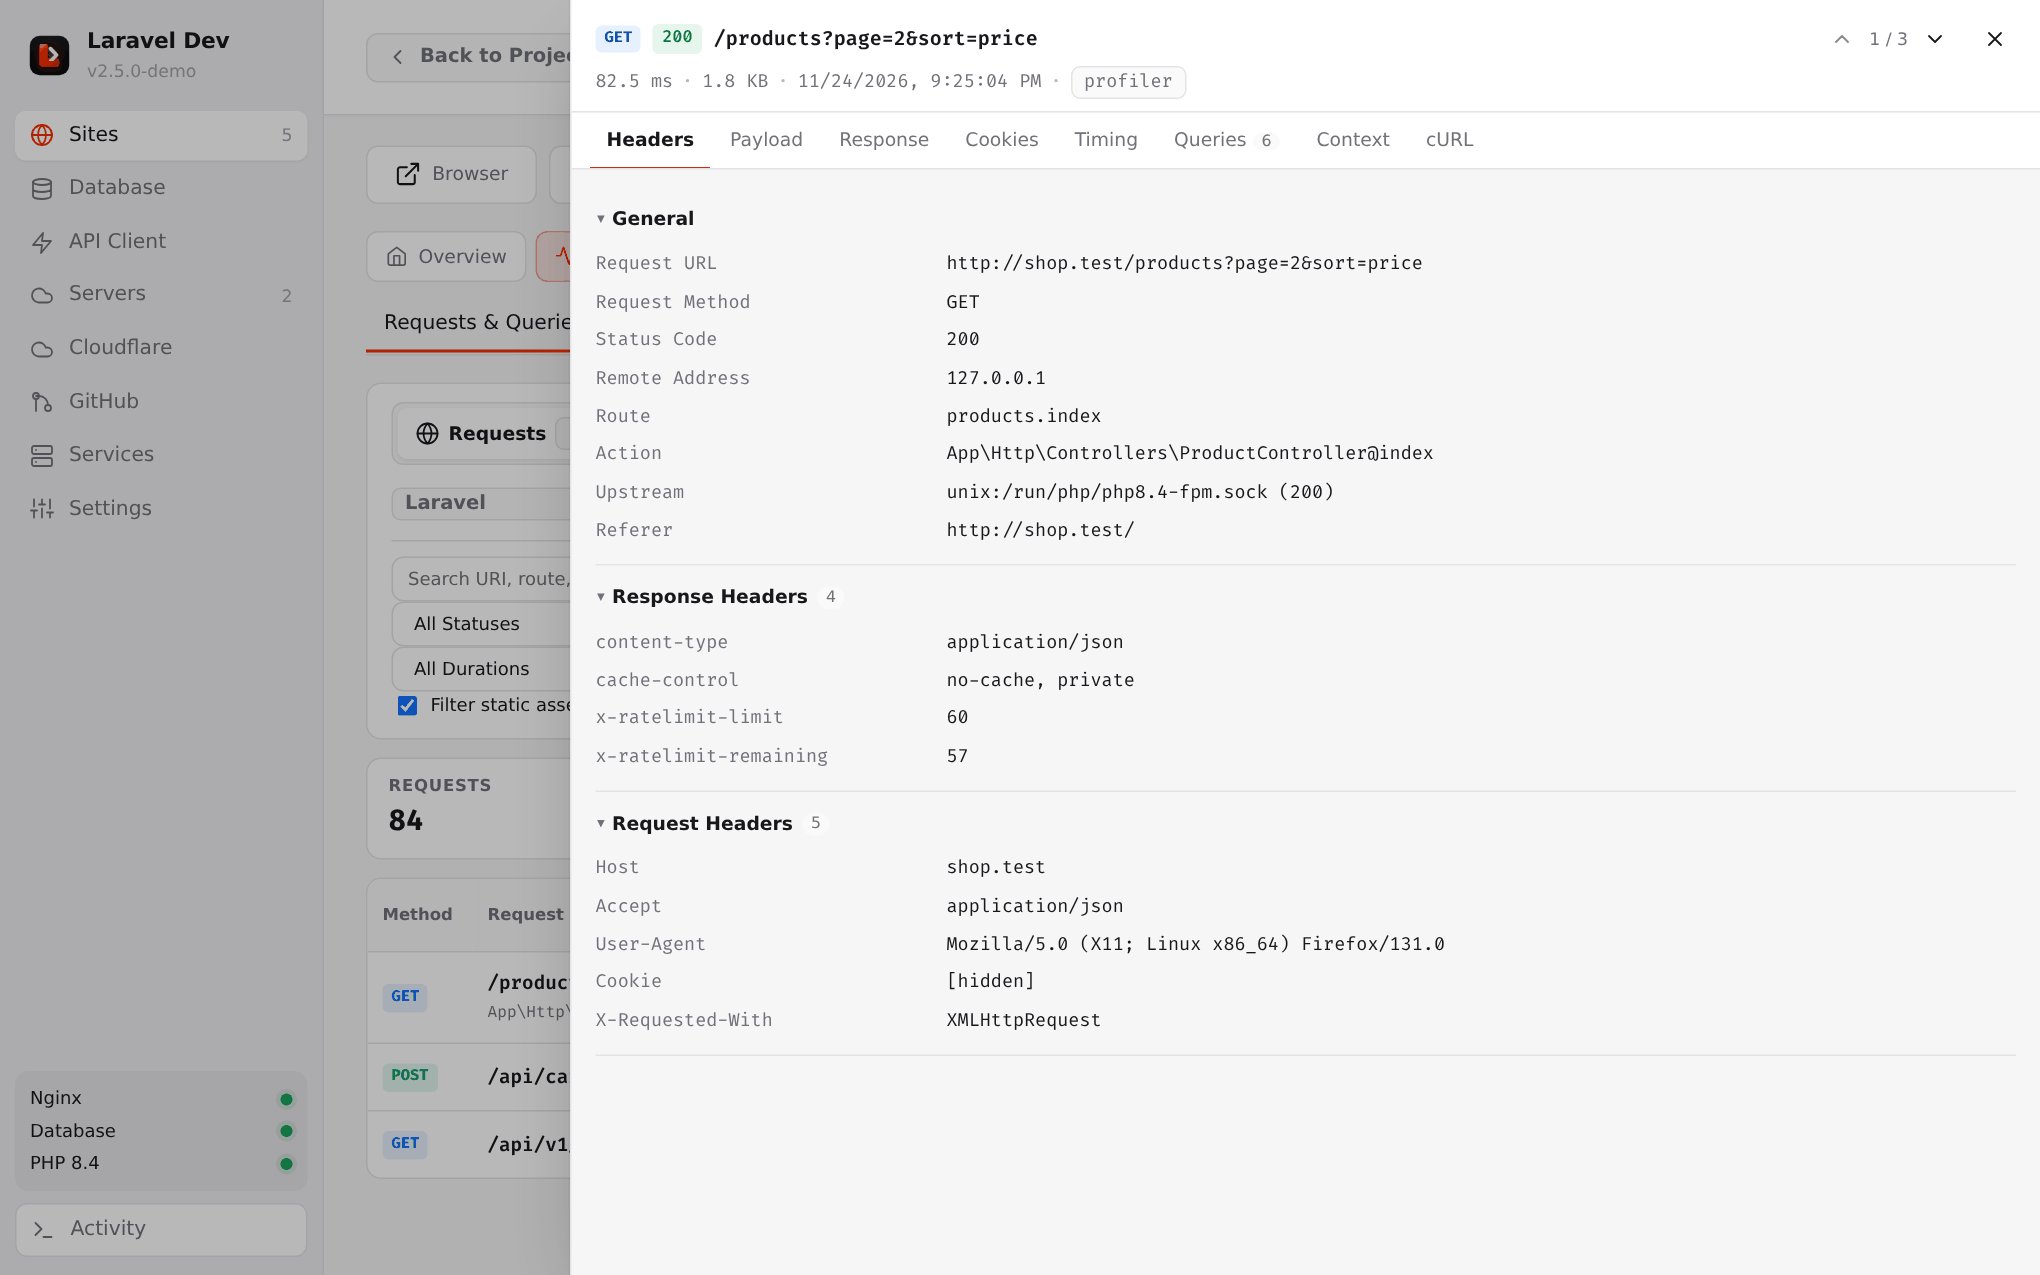 Laravel Dev
v2.5.0-demo
Sites 5
Database
API Client
Servers 2
Cloudflare
GitHub
Services
Settings
Nginx
Database
PHP 8.4
Activity
Back to Projec
Browser
Overview
Requests & Querie
Requests
Laravel
Search URI, route,
All Statuses
All Durations
Filter static asse
REQUESTS
84
Method Request
GET /produc
App\Http\
POST /api/ca
GET /api/v1/
GET 200 /products?page=2&sort=price
1 / 3
82.5 ms · 1.8 KB · 11/24/2026, 9:25:04 PM · profiler
Headers Payload Response Cookies Timing Queries 6 Context cURL
General
Request URL http://shop.test/products?page=2&sort=price
Request Method GET
Status Code 200
Remote Address 127.0.0.1
Route products.index
Action App\Http\Controllers\ProductController@index
Upstream unix:/run/php/php8.4-fpm.sock (200)
Referer http://shop.test/
Response Headers 4
content-type application/json
cache-control no-cache, private
x-ratelimit-limit 60
x-ratelimit-remaining 57
Request Headers 5
Host shop.test
Accept application/json
User-Agent Mozilla/5.0 (X11; Linux x86_64) Firefox/131.0
Cookie [hidden]
X-Requested-With XMLHttpRequest